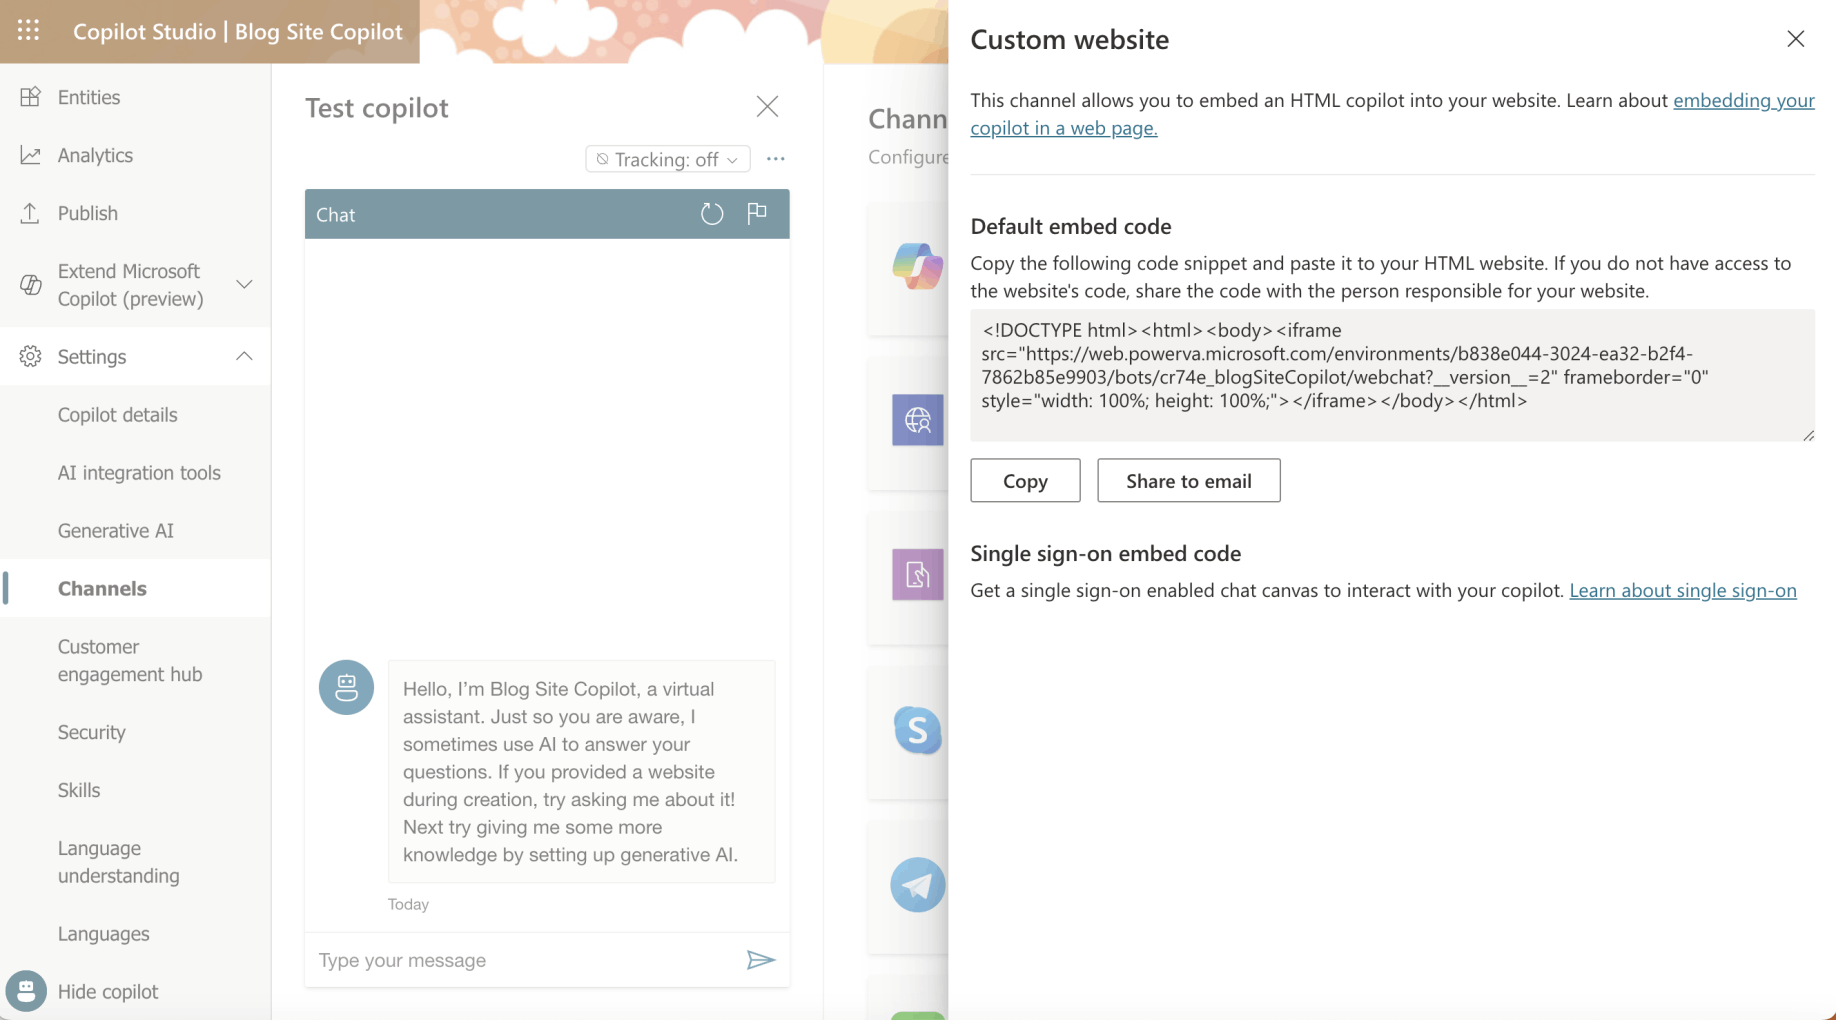 Copilot Studio | Blog Site Copilot
Entities
Analytics
Publish
Extend Microsoft
Copilot (preview)
Settings
Copilot details
AI integration tools
Generative AI
Channels
Customer
engagement hub
Security
Skills
Language
understanding
Languages
Hide copilot
Test copilot
Tracking: off
Chat
Hello, I'm Blog Site Copilot, a virtual
assistant. Just so you are aware, I
sometimes use AI to answer your
questions. If you provided a website
during creation, try asking me about it!
Next try giving me some more
knowledge by setting up generative AI.
Today
Type your message
Chann
Configure
S
Custom website
This channel allows you to embed an HTML copilot into your website. Learn about embedding your
copilot in a web page.
Default embed code
Copy the following code snippet and paste it to your HTML website. If you do not have access to
the website's code, share the code with the person responsible for your website.
<!DOCTYPE html><html><body><iframe
src="https://web.powerva.microsoft.com/environments/b838e044-3024-ea32-b2f4-
7862b85e9903/bots/cr74e_blogSiteCopilot/webchat?__version__=2" frameborder="0"
style="width: 100%; height: 100%;"></iframe></body></html>
Copy
Share to email
Single sign-on embed code
Get a single sign-on enabled chat canvas to interact with your copilot. Learn about single sign-on